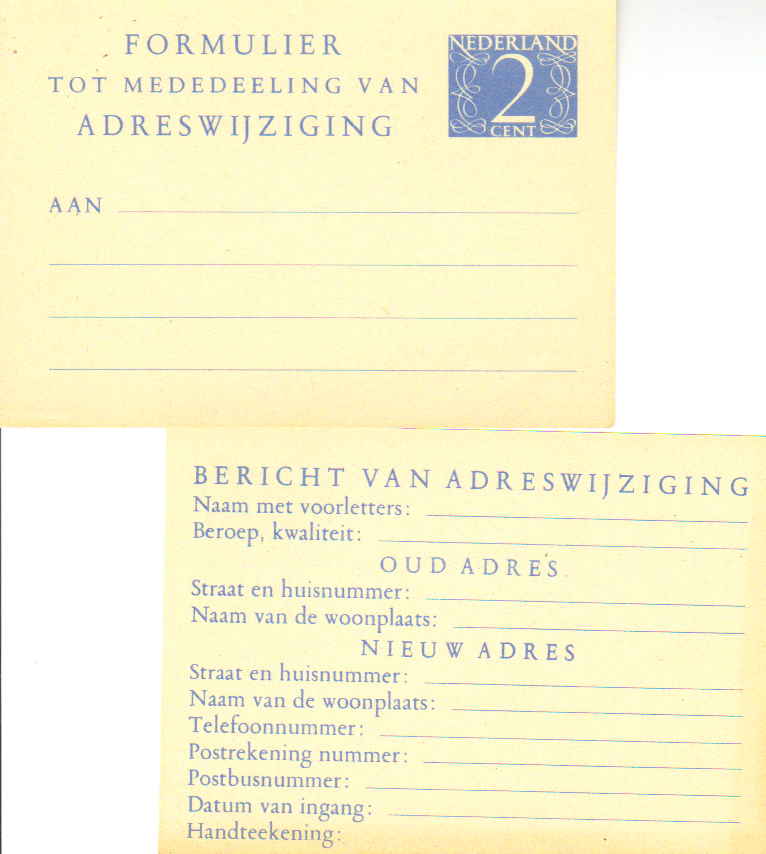 FORMULIER
TOT MEDEDEELING VAN
ADRESWIJZIGING
NEDERLAND
2
CENT
AAN
BERICHT VAN ADRESWIJZIGING
Naam met voorletters:
Beroep, kwaliteit:
OUD ADRES
Straat en huisnummer:
Naam van de woonplaats:
NIEUW ADRES
Straat en huisnummer:
Naam van de woonplaats:
Telefoonnummer:
Postrekening nummer:
Postbusnummer:
Datum van ingang:
Handteekening: